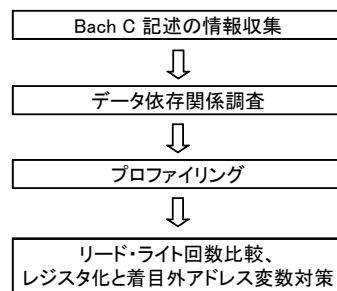 Bach C 記述の情報収集
データ依存関係調査
プロファイリング
リード・ライト回数比較、
レジスタ化と着目外アドレス変数対策